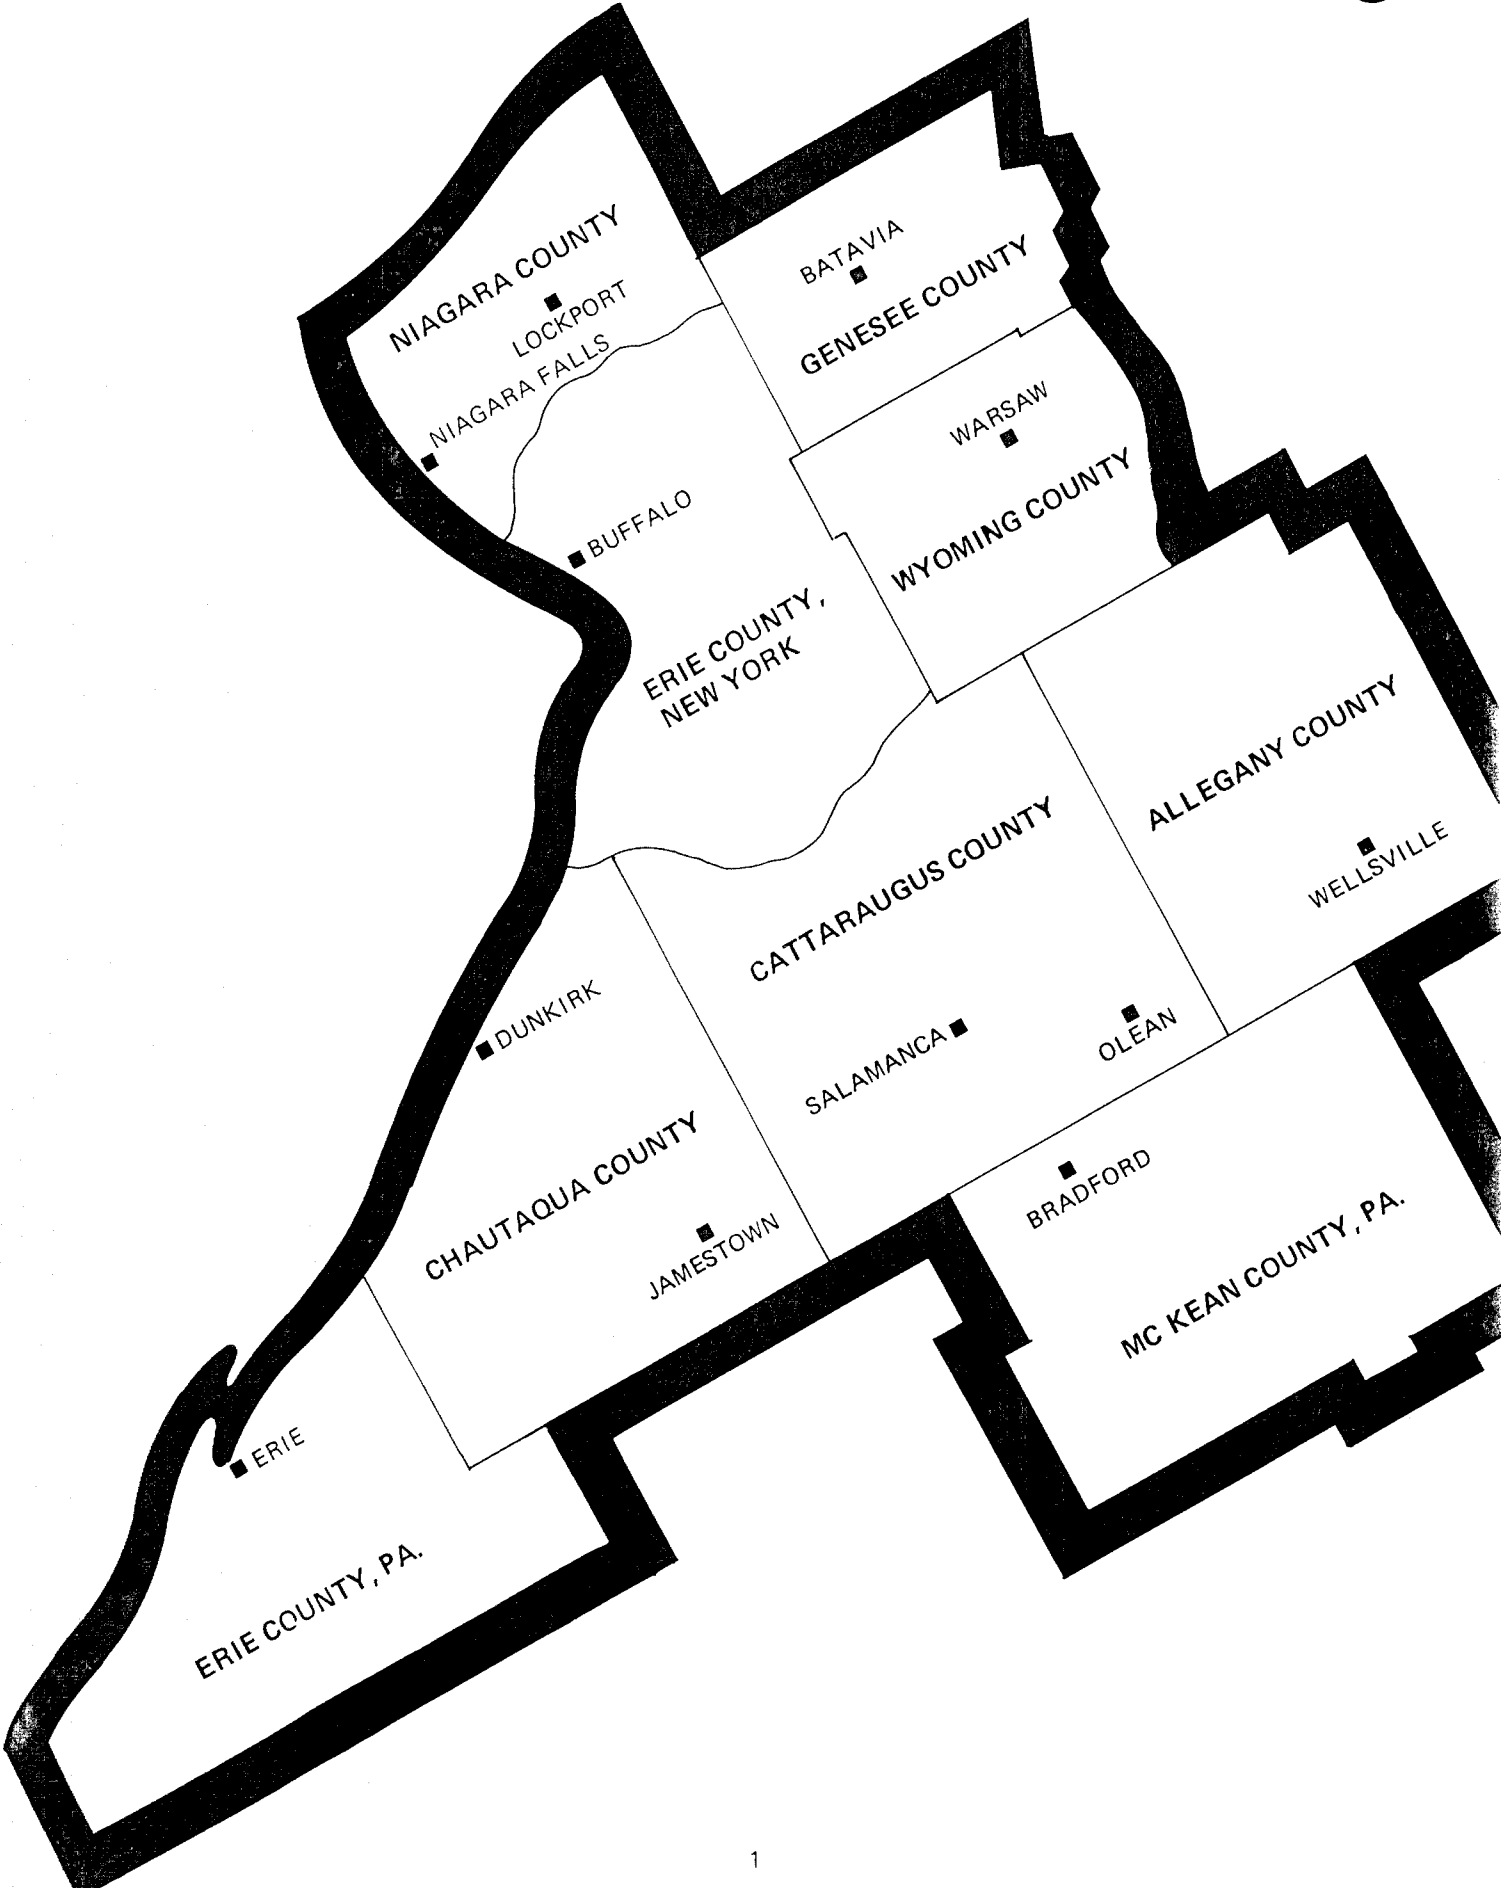 NIAGARA COUNTY
LOCKPORT
NIAGARA FALLS
BATAVIA
GENESEE COUNTY
WARSAW
WYOMING COUNTY
BUFFALO
ERIE COUNTY,
NEW YORK
ALLEGANY COUNTY
WELLSVILLE
CATTARAUGUS COUNTY
SALAMANCA
OLEAN
DUNKIRK
CHAUTAQUA COUNTY
JAMESTOWN
BRADFORD
MC KEAN COUNTY, PA.
ERIE
ERIE COUNTY, PA.
1